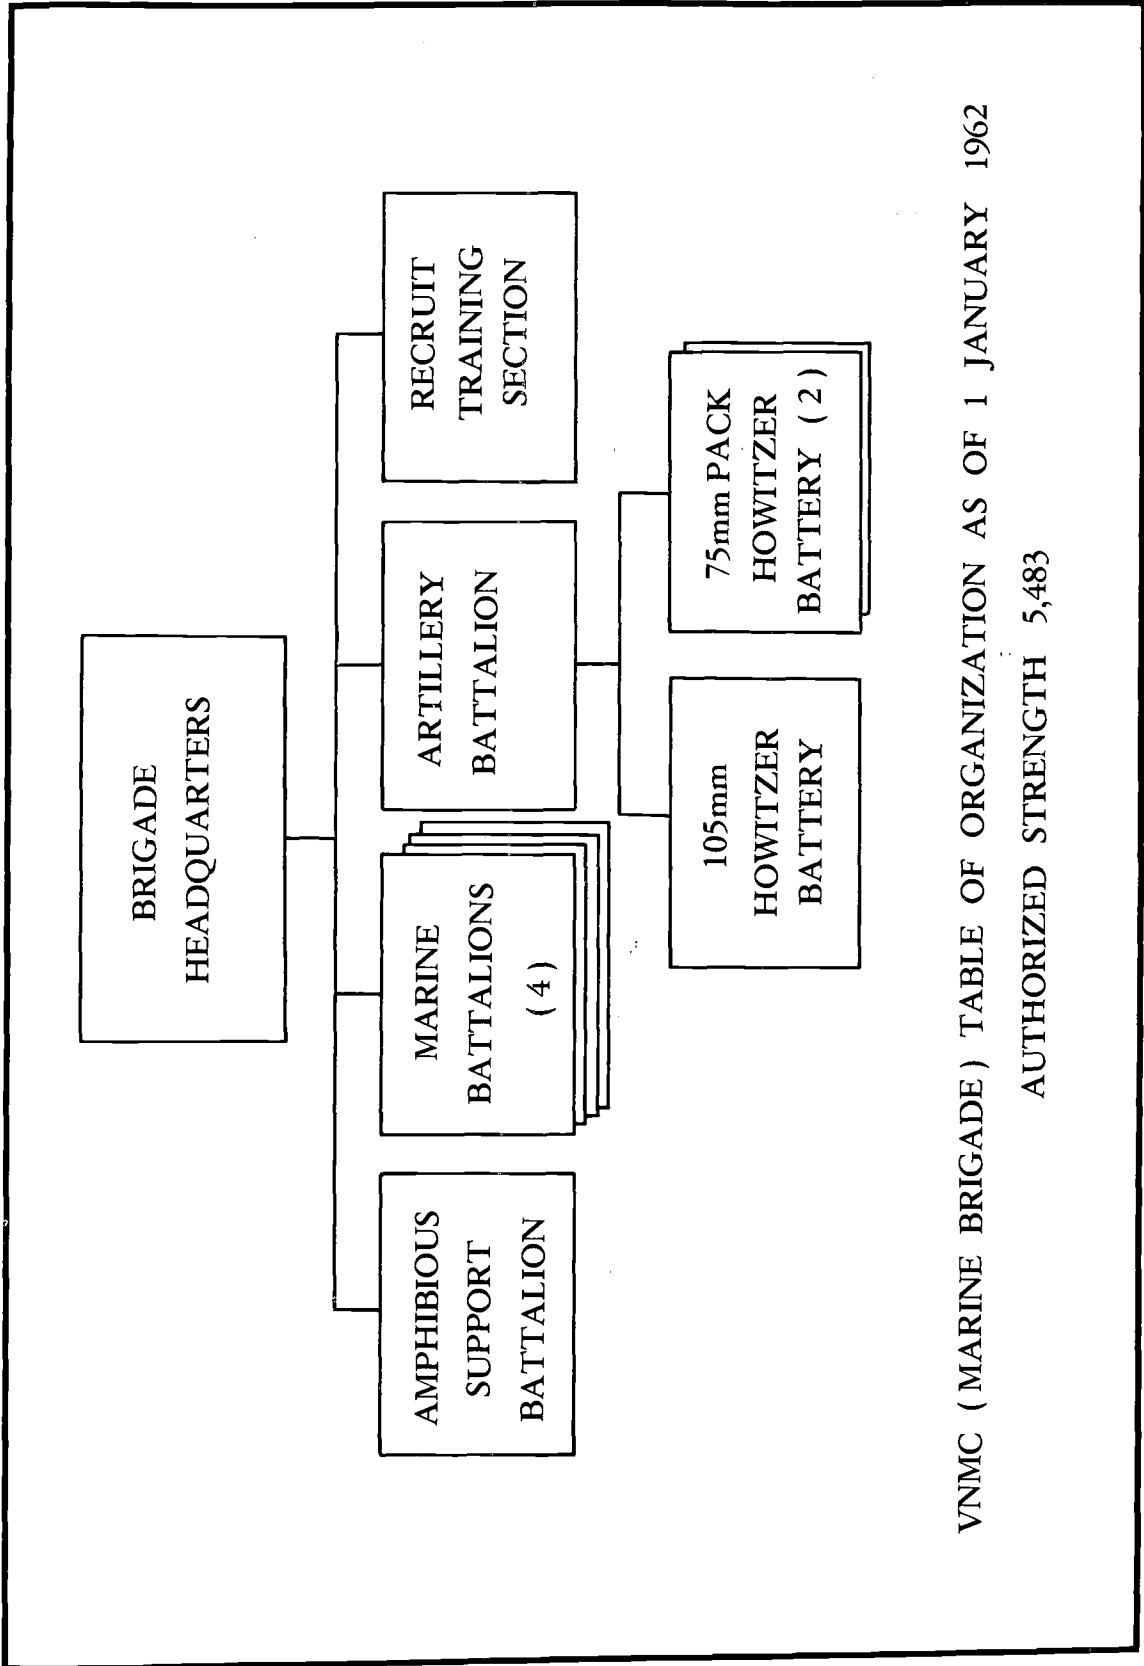 BRIGADE
HEADQUARTERS
AMPHIBIOUS
SUPPORT
BATTALION
MARINE
BATTALIONS
(4)
ARTILLERY
BATTALION
RECRUIT
TRAINING
SECTION
105mm
HOWITZER
BATTERY
75mm PACK
HOWITZER
BATTERY (2)
VNMC (MARINE BRIGADE) TABLE OF ORGANIZATION AS OF 1 JANUARY 1962
AUTHORIZED STRENGTH 5,483